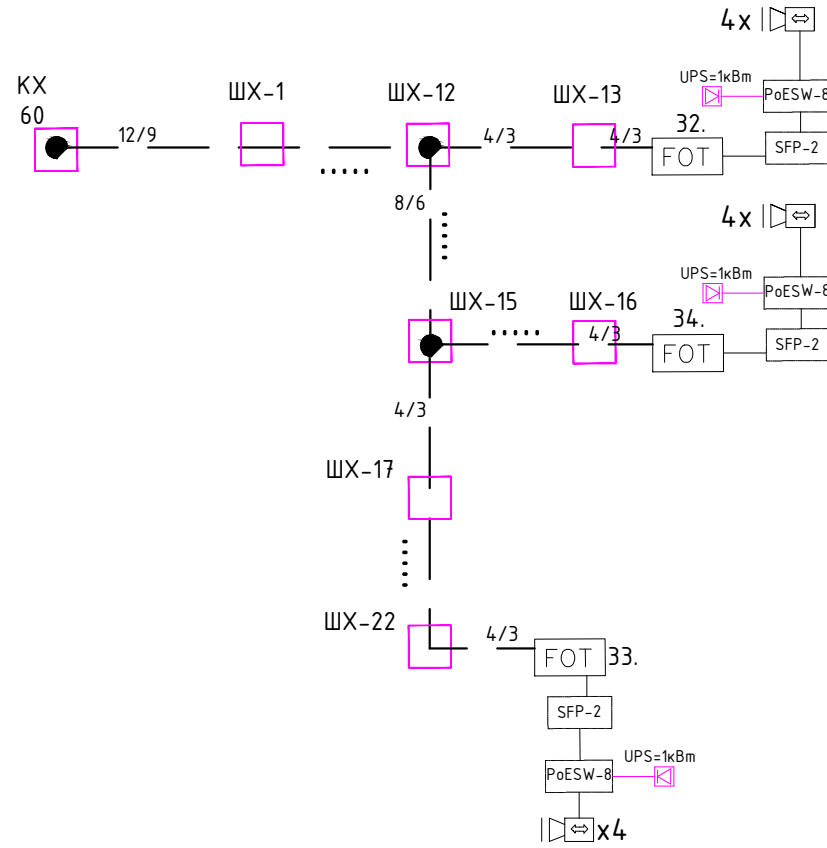 4x
UPS=1кВт
PoESW-8
КХ
60
ШХ-1
ШХ-12
ШХ-13
12/9
4/3
4/3
32.
FOT
SFP-2
8/6
4x
UPS=1кВт
PoESW-8
ШХ-15
ШХ-16
4/3
34.
FOT
SFP-2
4/3
ШХ-17
ШХ-22
4/3
FOT
33.
SFP-2
UPS=1кВт
PoESW-8
x4